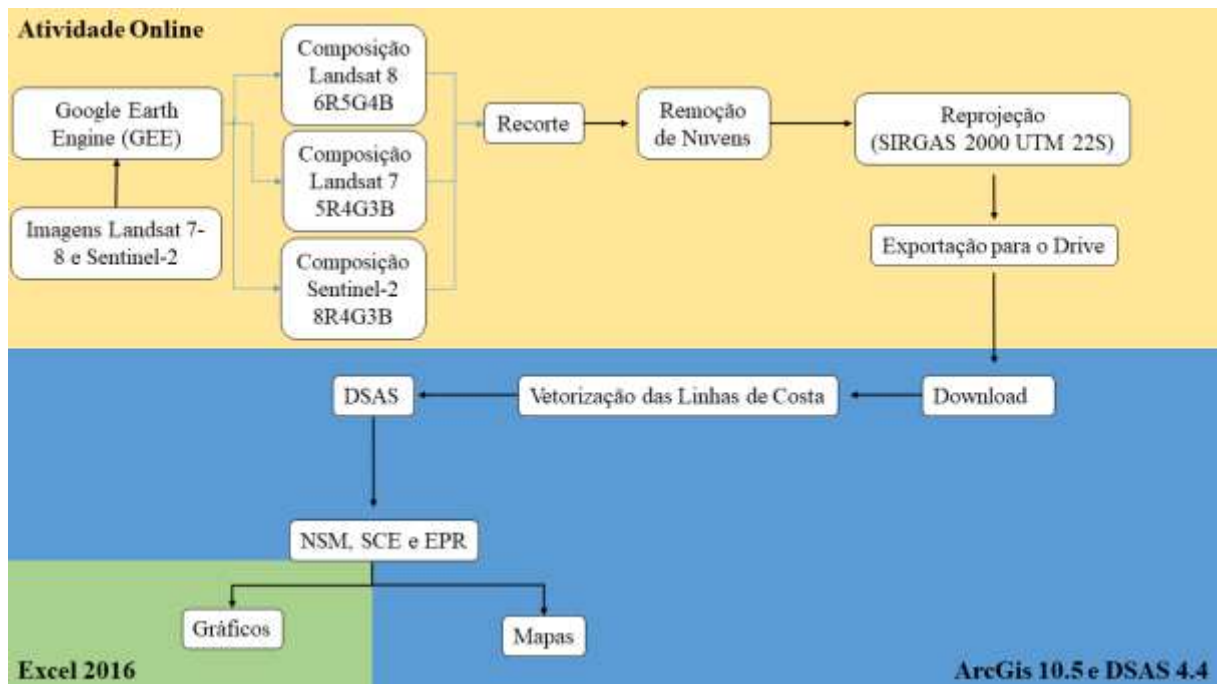 Atividade Online
Google Earth
Engine (GEE)
Imagens Landsat 7-
8 e Sentinel-2
Composição
Landsat 8
6R5G4B
Composição
Landsat 7
5R4G3B
Composição
Sentinel-2
8R4G3B
Recorte
Remoção
de Nuvens
Reprojeção
(SIRGAS 2000 UTM 22S)
Exportação para o Drive
Download
Vetorização das Linhas de Costa
DSAS
NSM, SCE e EPR
Gráficos
Mapas
Excel 2016
ArcGis 10.5 e DSAS 4.4